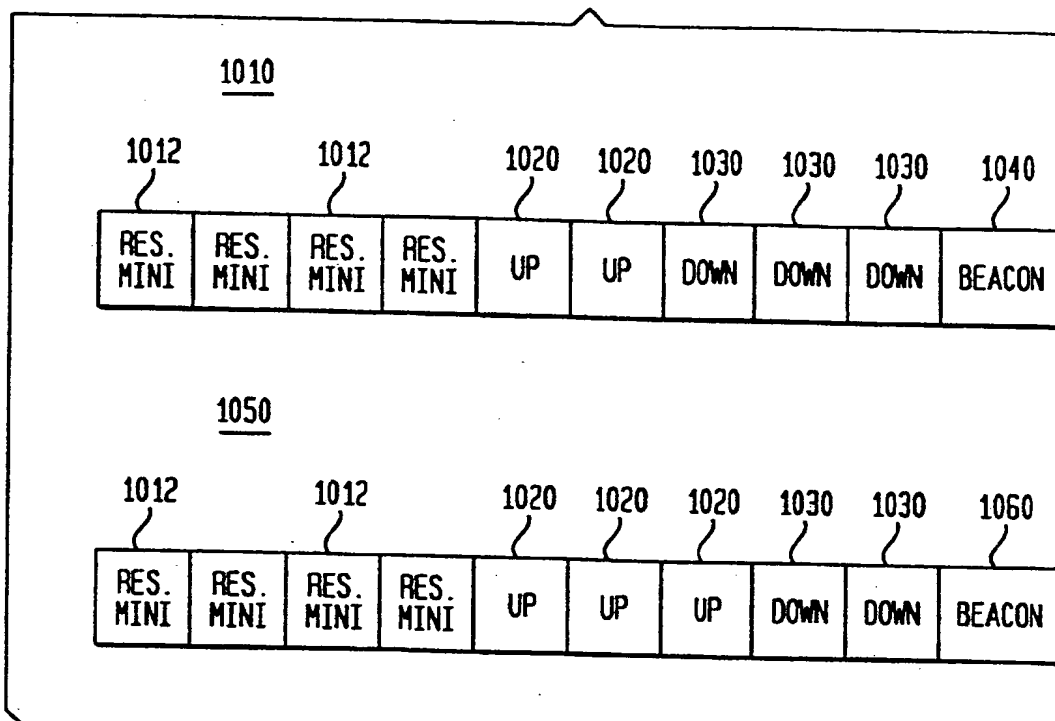 1010
1012 1012 1020 1020 1030 1030 1030 1040
RES. MINI RES. MINI RES. MINI RES. MINI UP UP DOWN DOWN DOWN BEACON
1050
1012 1012 1020 1020 1020 1030 1030 1060
RES. MINI RES. MINI RES. MINI RES. MINI UP UP UP DOWN DOWN BEACON